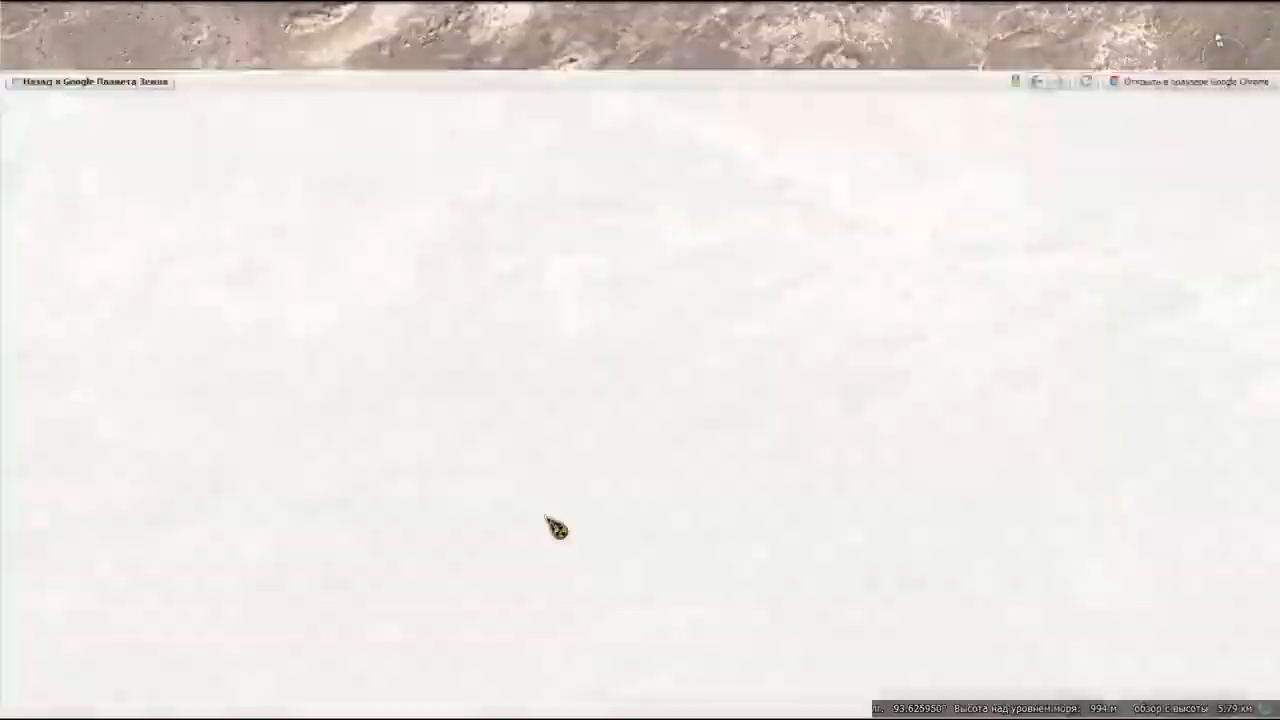 Назад в Google Планета Земля
Открыть в браузере Google Chrome
93.625950° Высота над уровнем моря: 994 м обзор с высоты 5.79 км